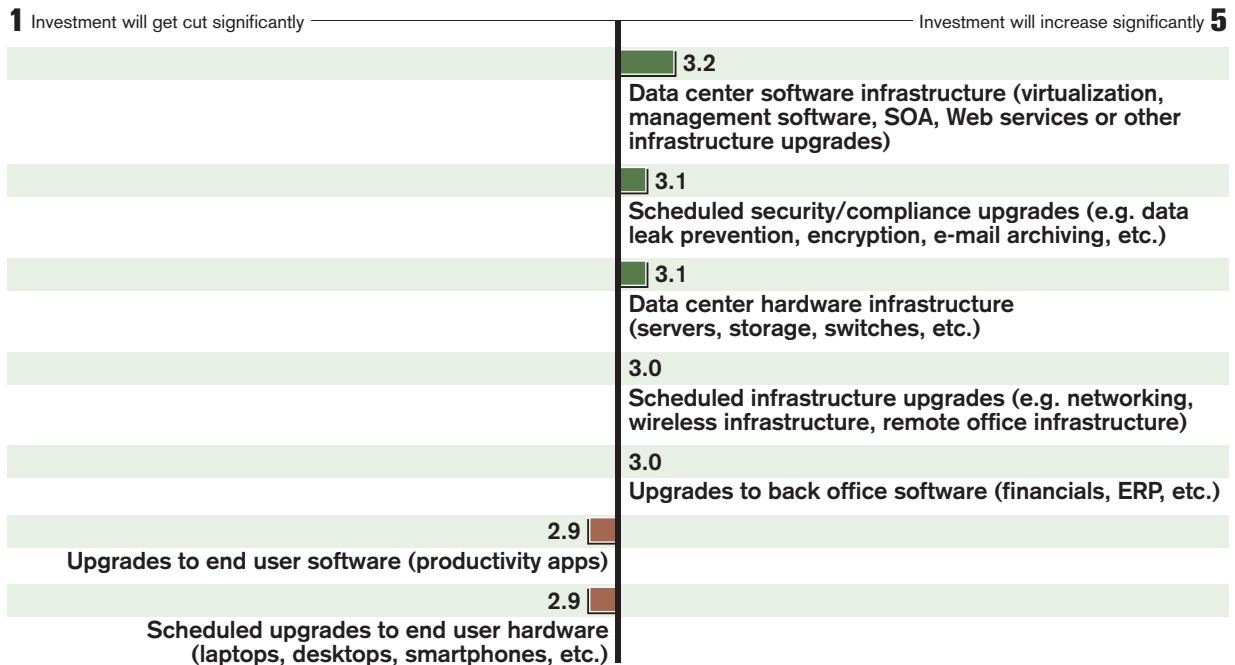 1 Investment will get cut significantly Investment will increase significantly 5
3.2
Data center software infrastructure (virtualization,
management software, SOA, Web services or other
infrastructure upgrades)
3.1
Scheduled security/compliance upgrades (e.g. data
leak prevention, encryption, e-mail archiving, etc.)
3.1
Data center hardware infrastructure
(servers, storage, switches, etc.)
3.0
Scheduled infrastructure upgrades (e.g. networking,
wireless infrastructure, remote office infrastructure)
3.0
Upgrades to back office software (financials, ERP, etc.)
2.9
Upgrades to end user software (productivity apps)
2.9
Scheduled upgrades to end user hardware
(laptops, desktops, smartphones, etc.)